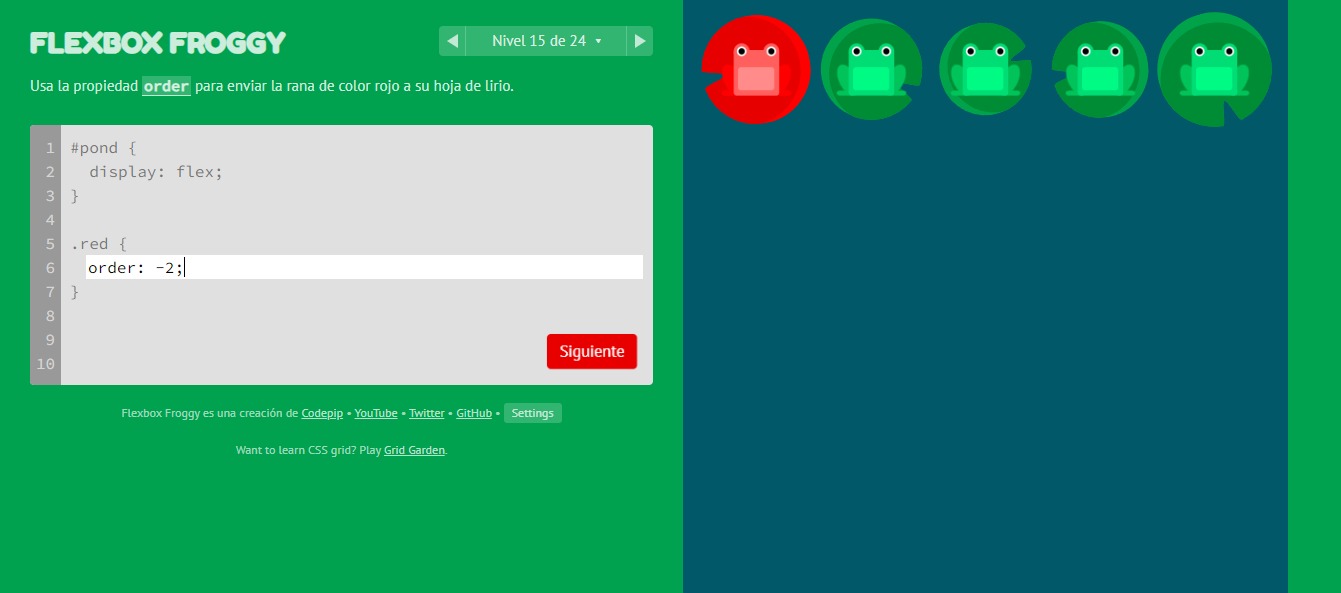 FLEXBOX FROGGY
Nivel 15 de 24
Usa la propiedad order para enviar la rana de color rojo a su hoja de lirio.
1 #pond {
2 display: flex;
3 }
4
5 .red {
6 order: -2;
7 }
8
9
10
Siguiente
Flexbox Froggy es una creación de Codepip • YouTube • Twitter • GitHub • Settings
Want to learn CSS grid? Play Grid Garden.